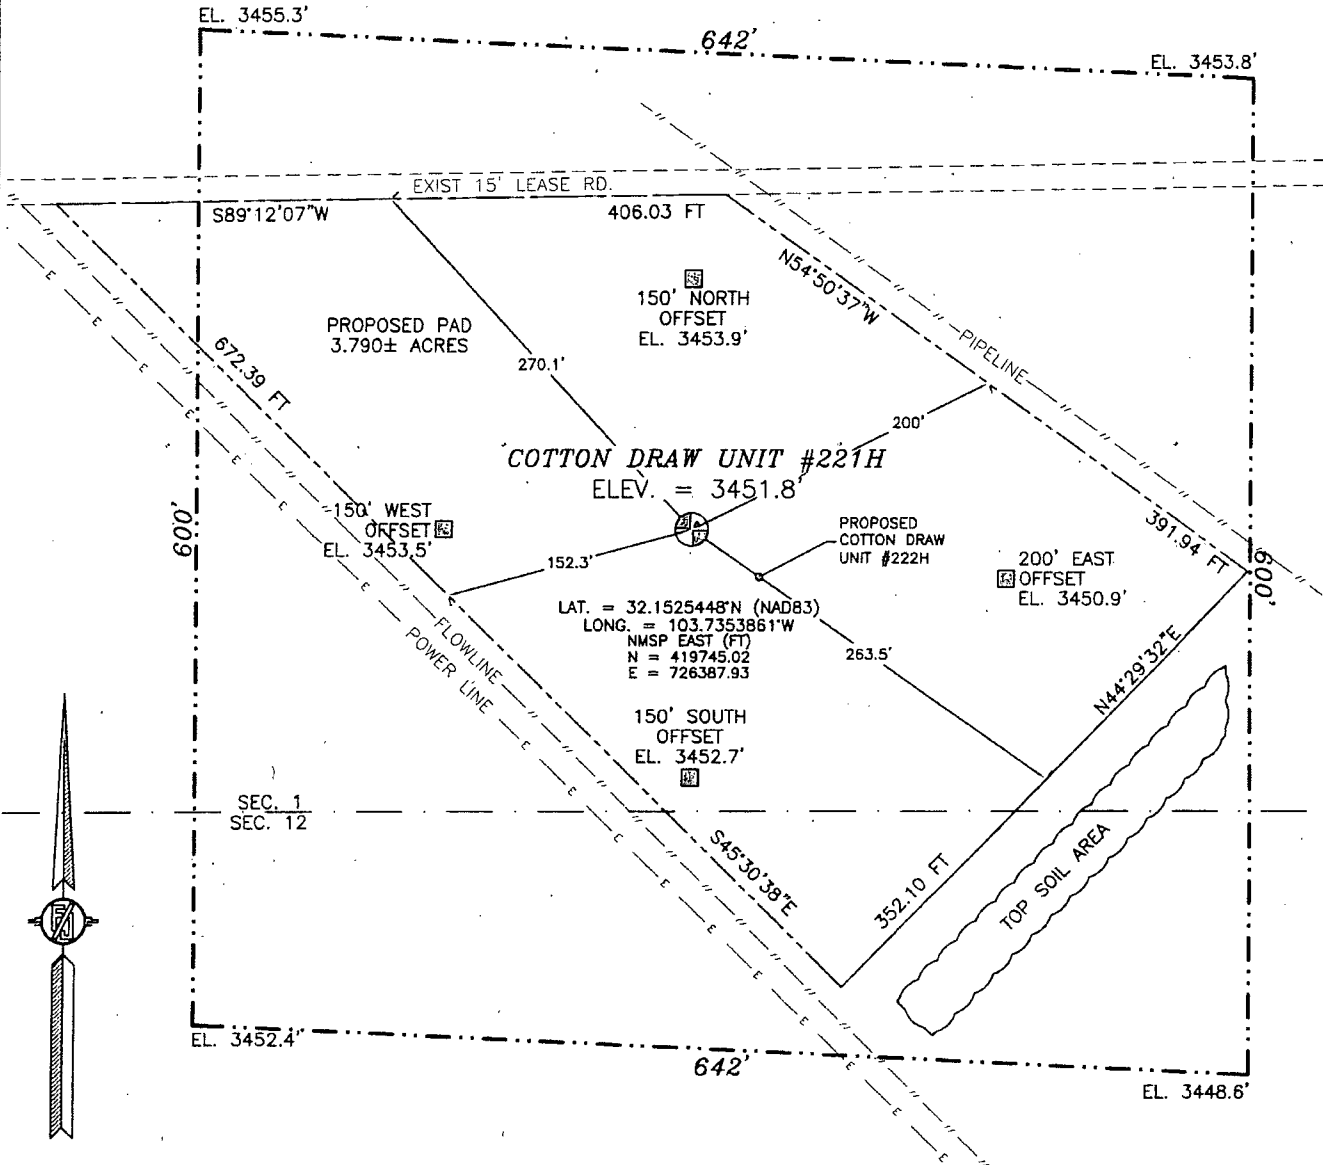 EL. 3455.3'
642'
EL. 3453.8'
EXIST 15' LEASE RD.
S89°12'07"W
406.03 FT
N54°50'37"W
150' NORTH
OFFSET
EL. 3453.9'
PROPOSED PAD
3.790± ACRES
270.1'
PIPELINE
672.39 FT
200'
COTTON DRAW UNIT #221H
ELEV. = 3451.8'
600'
150' WEST
OFFSET
EL. 3453.5'
152.3'
PROPOSED
COTTON DRAW
UNIT #222H
391.94 FT
600'
200' EAST
OFFSET
EL. 3450.9'
LAT. = 32.1525448°N (NAD83)
LONG. = 103.7353861°W
NMSP EAST (FT)
N = 419745.02
E = 726387.93
263.5'
FLOWLINE
POWER LINE
N44°29'32"E
150' SOUTH
OFFSET
EL. 3452.7'
SEC. 1
SEC. 12
S45°30'38"E
352.10 FT
TOP SOIL AREA
EL. 3452.4'
642'
EL. 3448.6'